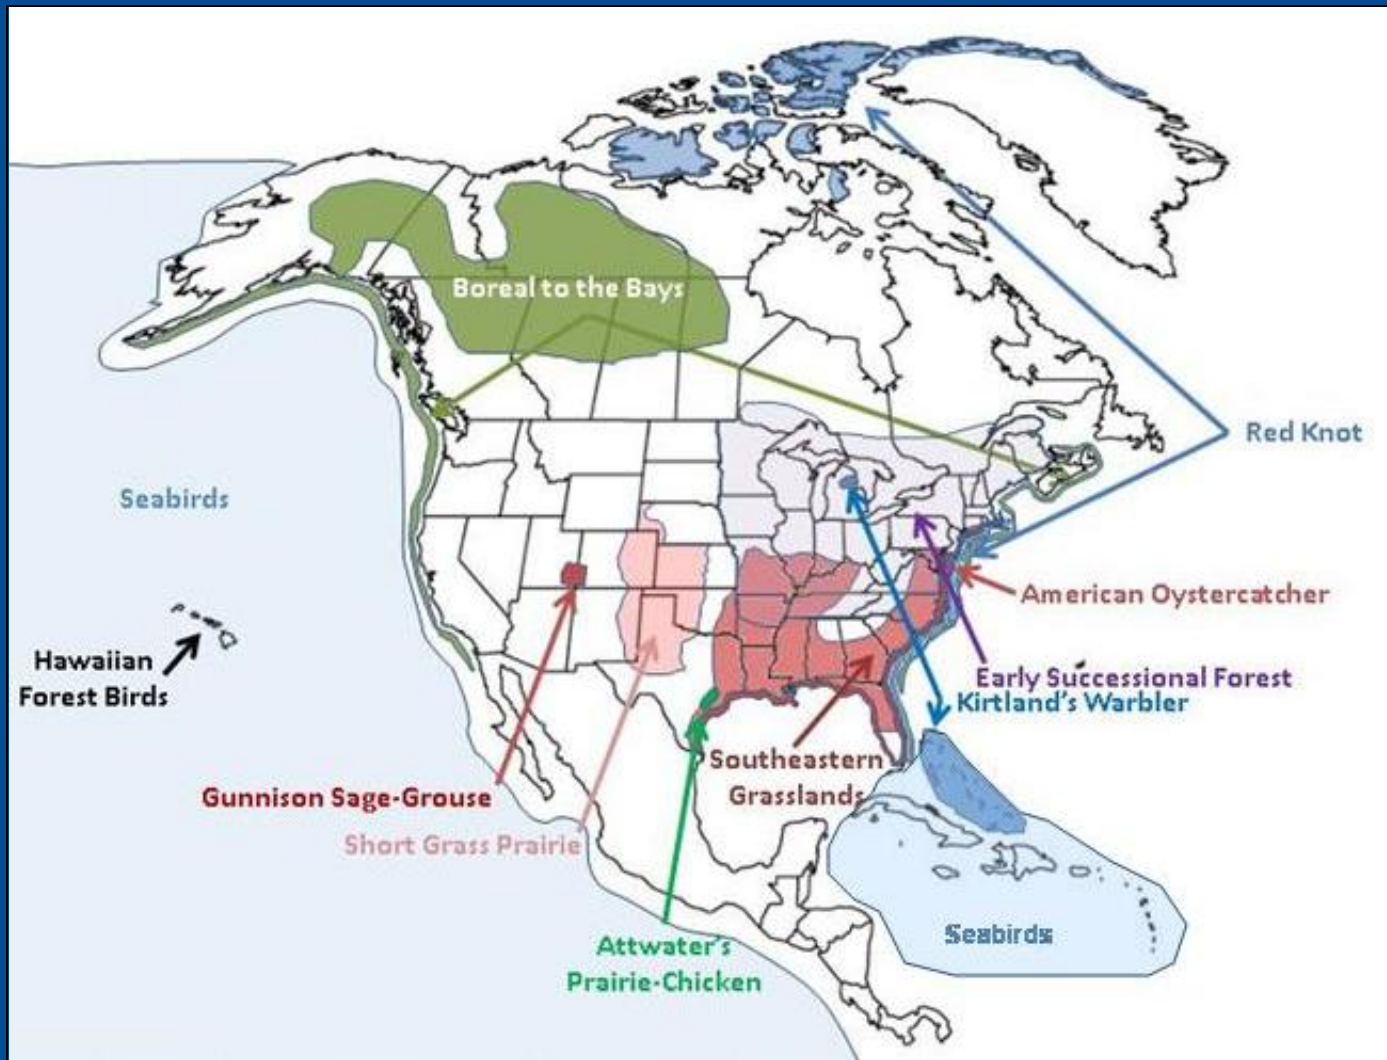 Boreal to the Bays
Red Knot
Seabirds
American Oystercatcher
Hawaiian
Forest Birds
Early Successional Forest
Kirtland's Warbler
Southeastern
Grasslands
Gunnison Sage-Grouse
Short Grass Prairie
Seabirds
Attwater's
Prairie-Chicken